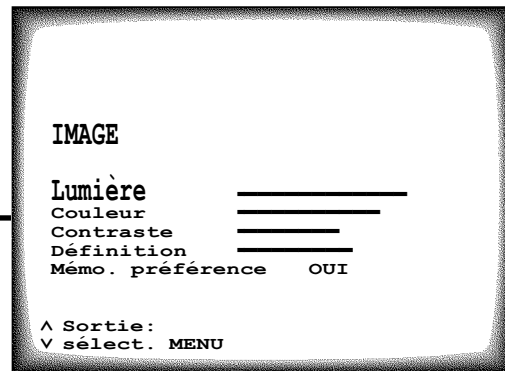 IMAGE
Lumière
Couleur
Contraste
Définition
Mémo. préférence OUI
∧ Sortie:
∨ sélect. MENU